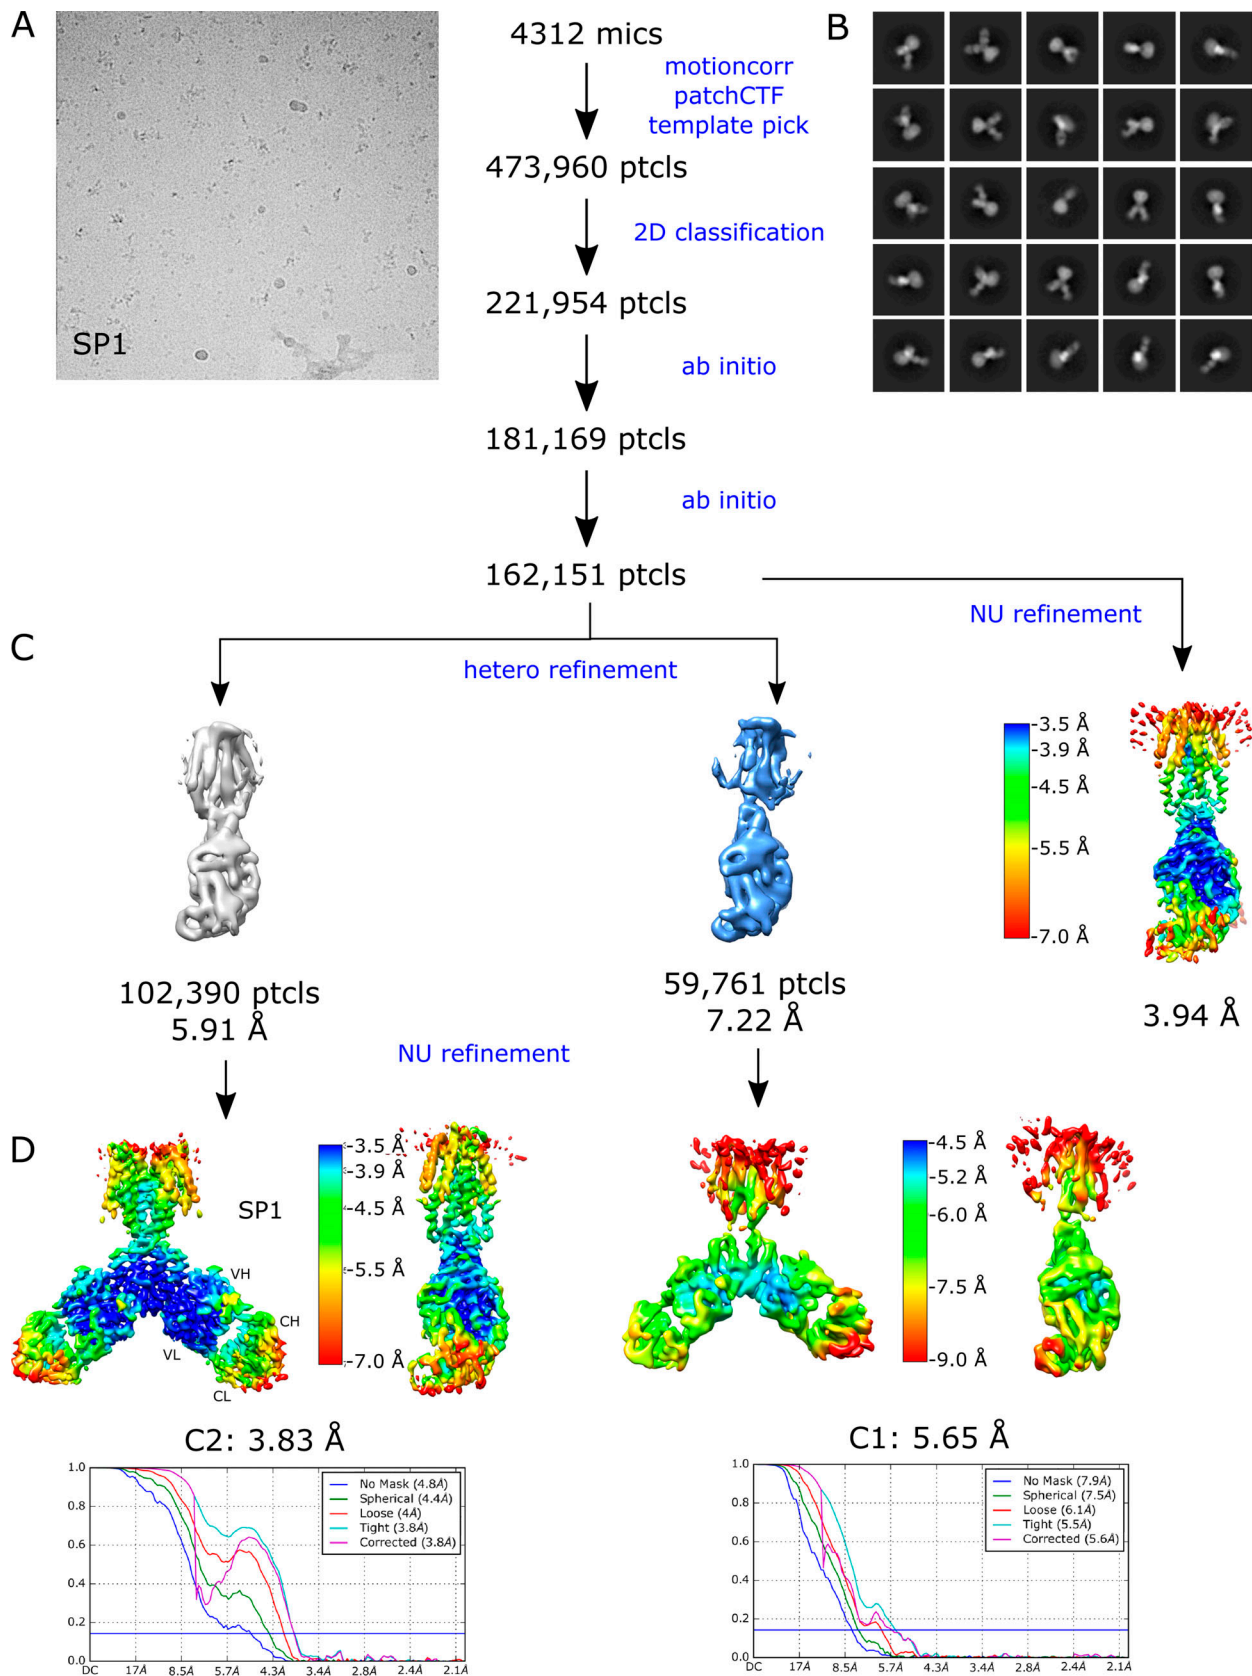 A
SP1
4312 mics
motioncorr
patchCTF
template pick
473,960 ptcls
2D classification
221,954 ptcls
ab initio
181,169 ptcls
ab initio
162,151 ptcls
B
NU refinement
C
hetero refinement
-3.5 Å
-3.9 Å
-4.5 Å
-5.5 Å
-7.0 Å
102,390 ptcls
5.91 Å
59,761 ptcls
7.22 Å
3.94 Å
NU refinement
D
SP1
VH
CH
VL
CL
-3.5 Å
-3.9 Å
-4.5 Å
-5.5 Å
-7.0 Å
-4.5 Å
-5.2 Å
-6.0 Å
-7.5 Å
-9.0 Å
C2: 3.83 Å
1.0
0.8
0.6
0.4
0.2
0.0
No Mask (4.8Å)
Spherical (4.4Å)
Loose (4Å)
Tight (3.8Å)
Corrected (3.8Å)
DC 17Å 8.5Å 5.7Å 4.3Å 3.4Å 2.8Å 2.4Å 2.1Å
C1: 5.65 Å
1.0
0.8
0.6
0.4
0.2
0.0
No Mask (7.9Å)
Spherical (7.5Å)
Loose (6.1Å)
Tight (5.5Å)
Corrected (5.6Å)
DC 17Å 8.5Å 5.7Å 4.3Å 3.4Å 2.8Å 2.4Å 2.1Å